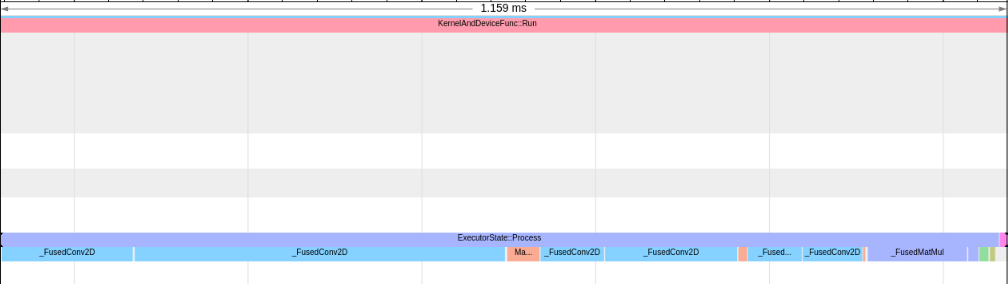 1.159 ms
KernelAndDeviceFunc::Run
ExecutorState::Process
_FusedConv2D _FusedConv2D Ma... _FusedConv2D _FusedConv2D _Fused... _FusedConv2D _FusedMatMul